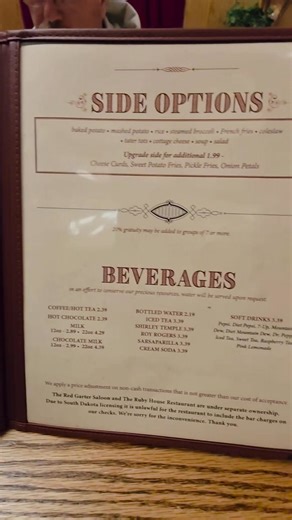 SIDE OPTIONS
baked potato • mashed potato • rice • steamed broccoli • french fries • coleslaw
• tater tots • cottage cheese • soup • salad
Upgrade side for additional 1.99 -
Cheese Curds, Sweet Potato Fries, Pickle Fries, Onion Petals
20% gratuity may be added to groups of 7 or more.
BEVERAGES
in an effort to conserve our precious resources, water will be served upon request
COFFEE/HOT TEA 2.39
HOT CHOCOLATE 2.39
MILK
12oz - 2.89 • 22oz 4.39
CHOCOLATE MILK
12oz - 2.99 • 22oz 4.59
BOTTLED WATER 2.19
ICED TEA 3.39
SHIRLEY TEMPLE 3.39
ROY ROGERS 3.39
SARSAPARILLA 3.39
CREAM SODA 3.39
SOFT DRINKS 3.39
Pepsi, Diet Pepsi, 7-Up, Mountain
Dew, Diet Mountain Dew, Dr. Pepper
Iced Tea, Sweet Tea, Raspberry Tea
Pink Lemonade
We apply a price adjustment on non-cash transactions that is not greater than our cost of acceptance
The Red Garter Saloon and The Ruby House Restaurant are under separate ownership.
Due to South Dakota licensing it is unlawful for the restaurant to include the bar charges on
our checks. We're sorry for the inconvenience. Thank you.